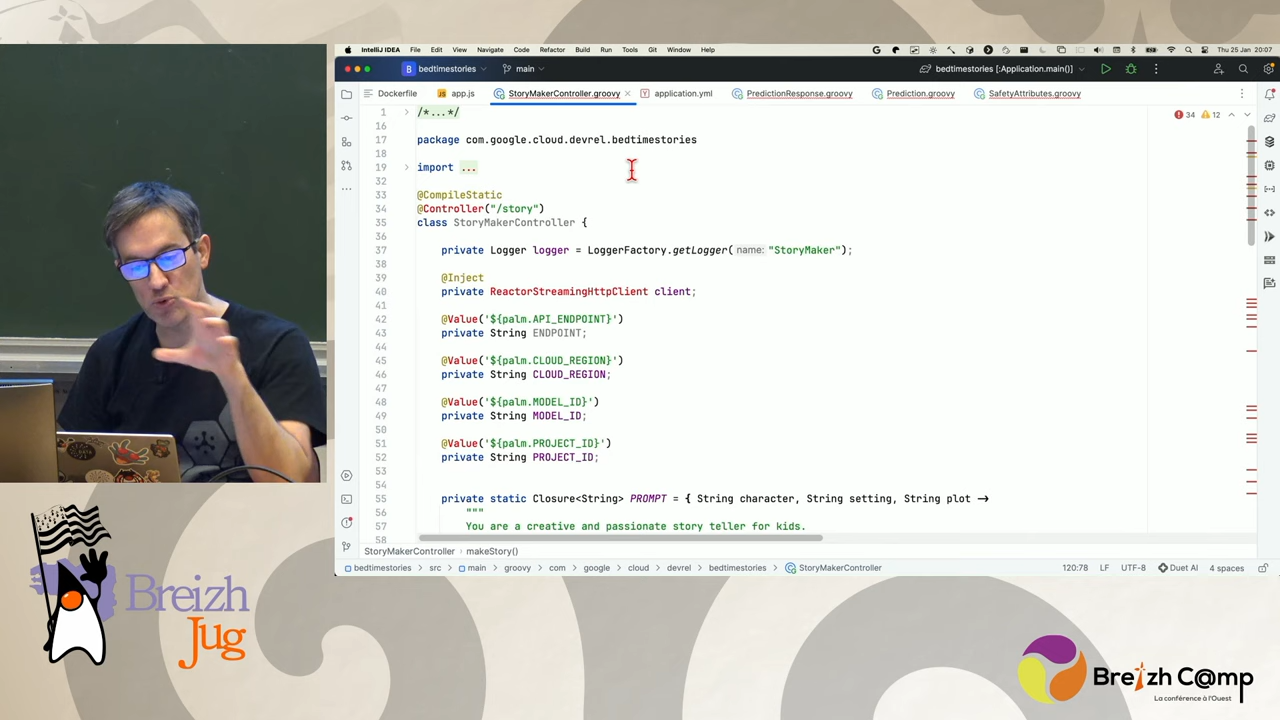 IntelliJ IDEA File Edit View Navigate Code Refactor Build Run Tools Git Window Help Thu 25 Jan 20:07
B bedtimestories main bedtimestories [:Application.main()]
Dockerfile app.js StoryMakerController.groovy application.yml PredictionResponse.groovy Prediction.groovy SafetyAttributes.groovy
1 /*...*/ 34 12
16
17 package com.google.cloud.devrel.bedtimestories
18
19 import ...
32
33 @CompileStatic
34 @Controller("/story")
35 class StoryMakerController {
36
37 private Logger logger = LoggerFactory.getLogger( name: "StoryMaker");
38
39 @Inject
40 private ReactorStreamingHttpClient client;
41
42 @Value('${palm.API_ENDPOINT}')
43 private String ENDPOINT;
44
45 @Value('${palm.CLOUD_REGION}')
46 private String CLOUD_REGION;
47
48 @Value('${palm.MODEL_ID}')
49 private String MODEL_ID;
50
51 @Value('${palm.PROJECT_ID}')
52 private String PROJECT_ID;
53
55 private static Closure<String> PROMPT = { String character, String setting, String plot ->
56 """
57 You are a creative and passionate story teller for kids.
58
StoryMakerController makeStory()
bedtimestories src main groovy com google cloud devrel bedtimestories StoryMakerController 120:78 LF UTF-8 Duet AI 4 spaces
Breizh
Jug
Breizh C@mp
La conférence à l'Ouest